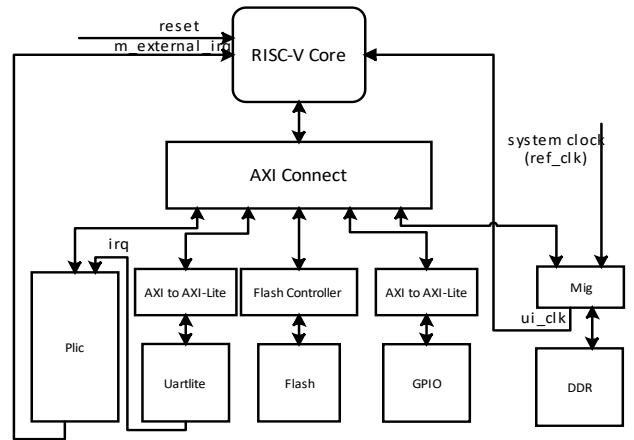 reset
m_external_irq
RISC-V Core
system clock
(ref_clk)
AXI Connect
irq
AXI to AXI-Lite
Flash Controller
AXI to AXI-Lite
Mig
ui_clk
Plic
Uartlite
Flash
GPIO
DDR